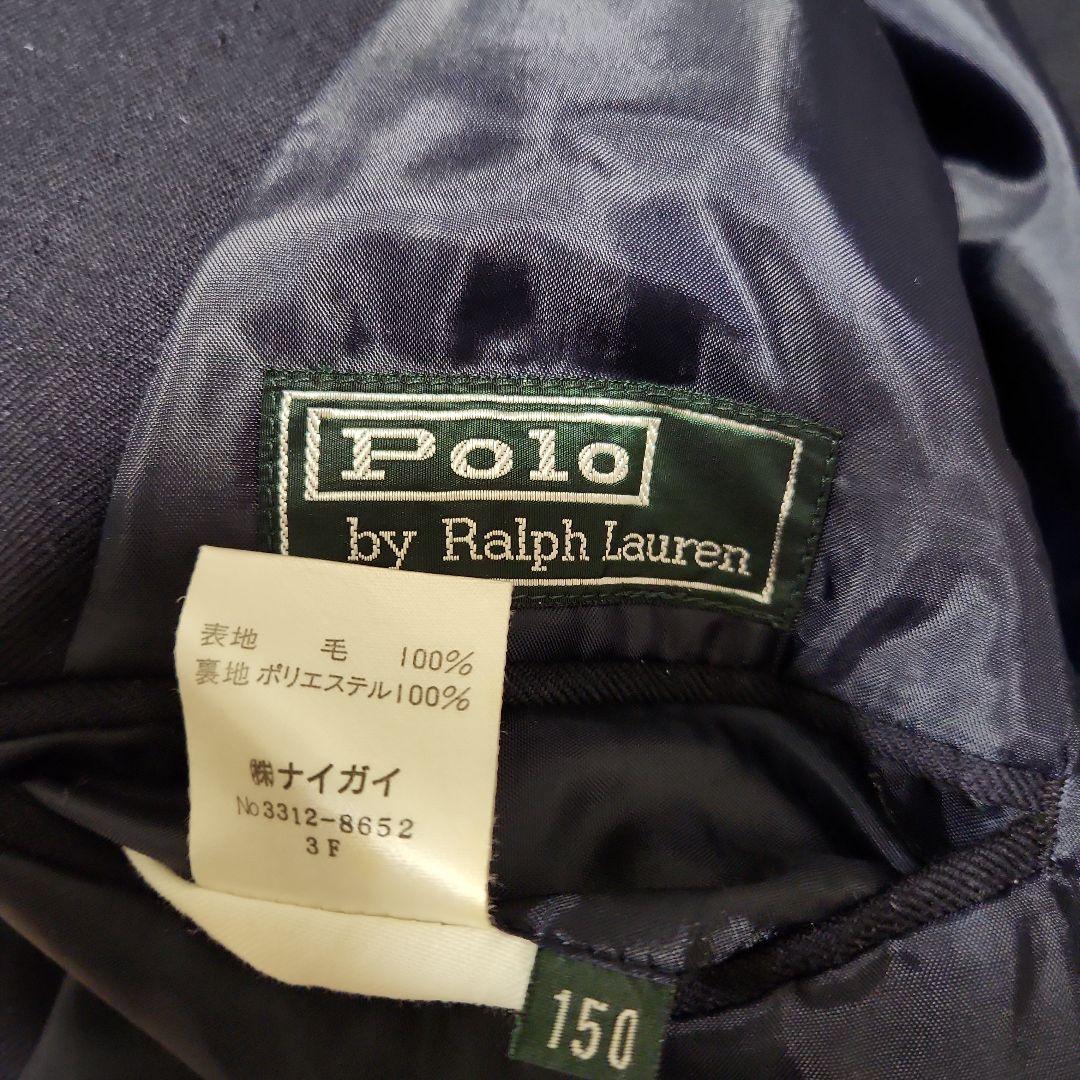 Polo
by Ralph Lauren
表地 毛 100%
裏地 ポリエステル100%
㈱ナイガイ
No3312-8652
3F
150